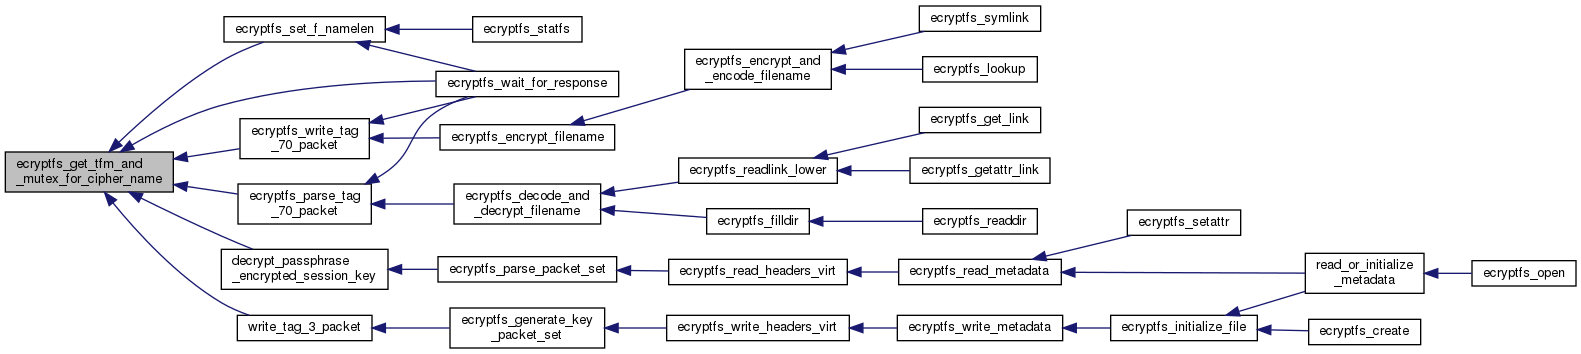 ecryptfs_get_tfm_and
_mutex_for_cipher_name
ecryptfs_set_f_namelen
ecryptfs_statfs
ecryptfs_wait_for_response
ecryptfs_write_tag
_70_packet
ecryptfs_encrypt_filename
ecryptfs_encrypt_and
_encode_filename
ecryptfs_symlink
ecryptfs_lookup
ecryptfs_parse_tag
_70_packet
ecryptfs_decode_and
_decrypt_filename
ecryptfs_readlink_lower
ecryptfs_get_link
ecryptfs_getattr_link
ecryptfs_filldir
ecryptfs_readdir
decrypt_passphrase
_encrypted_session_key
ecryptfs_parse_packet_set
ecryptfs_read_headers_virt
ecryptfs_read_metadata
ecryptfs_setattr
read_or_initialize
_metadata
ecryptfs_open
write_tag_3_packet
ecryptfs_generate_key
_packet_set
ecryptfs_write_headers_virt
ecryptfs_write_metadata
ecryptfs_initialize_file
ecryptfs_create